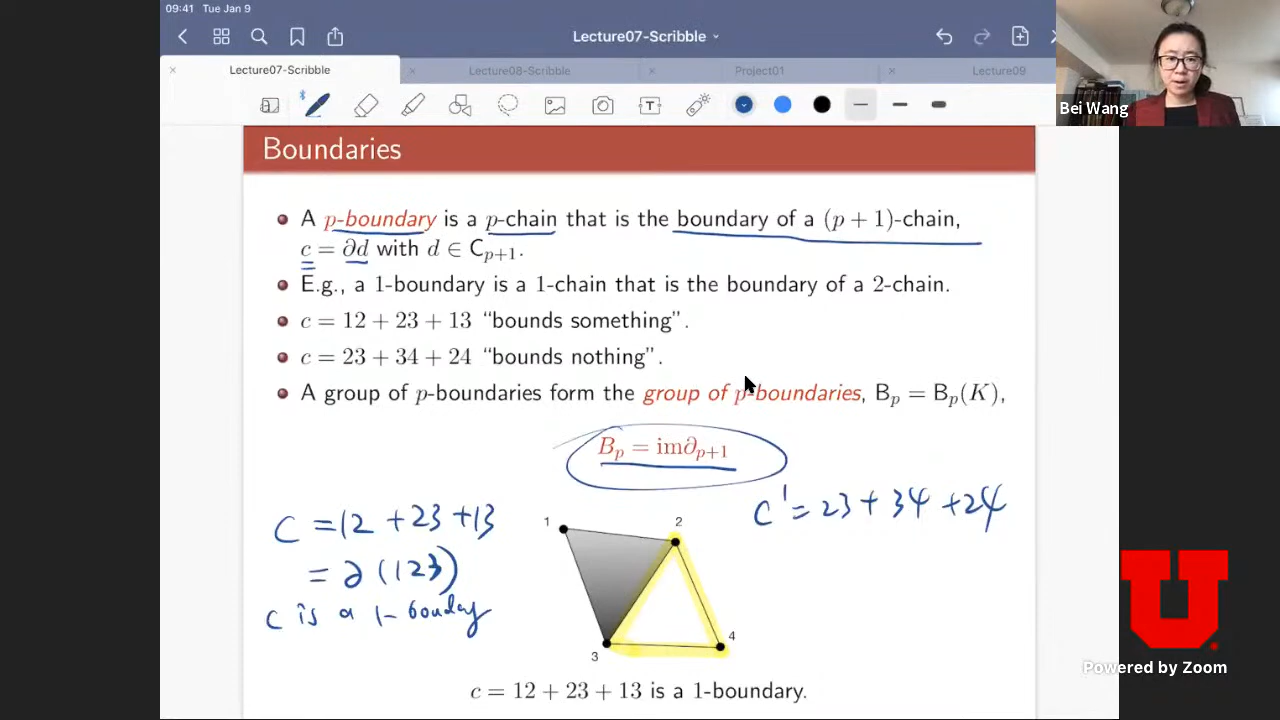 09:41 Tue Jan 9
Lecture07-Scribble
Lecture07-Scribble
Lecture08-Scribble
Project01
Lecture09
Bei Wang
Boundaries
A p-boundary is a p-chain that is the boundary of a (p + 1)-chain,
c = ∂d with d ∈ C_{p+1}.
E.g., a 1-boundary is a 1-chain that is the boundary of a 2-chain.
c = 12 + 23 + 13 “bounds something”.
c = 23 + 34 + 24 “bounds nothing”.
A group of p-boundaries form the group of p-boundaries, B_p = B_p(K),
B_p = im∂_{p+1}
C = 12 + 23 + 13
= ∂ (123)
C is a 1-bouday
C' = 23 + 34 + 24
1
2
3
4
c = 12 + 23 + 13 is a 1-boundary.
U
Powered by Zoom